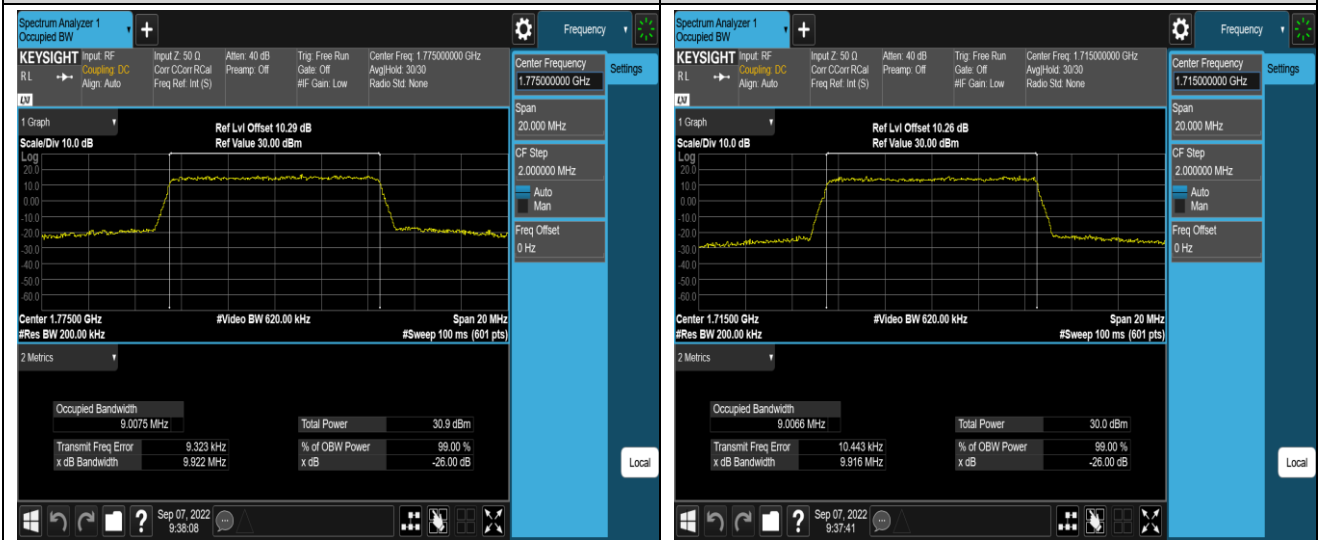 Spectrum Analyzer 1
Occupied BW
+
Frequency
KEYSIGHT Input: RF Input Z: 50 Ω Atten: 40 dB Trig: Free Run Center Freq: 1.775000000 GHz
R L Coupling: DC Corr CCorr RCal Preamp: Off Gate: Off Avg|Hold: 30/30
Align: Auto Freq Ref: Int (S) #IF Gain: Low Radio Std: None
LXI
Center Frequency
1.775000000 GHz
Settings
Span
20.000 MHz
CF Step
2.000000 MHz
Auto
Man
Freq Offset
0 Hz
Local
1 Graph
Ref Lvl Offset 10.29 dB
Scale/Div 10.0 dB Ref Value 30.00 dBm
Log
20.0
10.0
0.00
-10.0
-20.0
-30.0
-40.0
-50.0
-60.0
Center 1.77500 GHz #Video BW 620.00 kHz Span 20 MHz
#Res BW 200.00 kHz #Sweep 100 ms (601 pts)
2 Metrics
Occupied Bandwidth
9.0075 MHz Total Power 30.9 dBm
Transmit Freq Error 9.323 kHz % of OBW Power 99.00 %
x dB Bandwidth 9.922 MHz x dB -26.00 dB
? Sep 07, 2022
9:38:08
Spectrum Analyzer 1
Occupied BW
+
Frequency
KEYSIGHT Input: RF Input Z: 50 Ω Atten: 40 dB Trig: Free Run Center Freq: 1.715000000 GHz
R L Coupling: DC Corr CCorr RCal Preamp: Off Gate: Off Avg|Hold: 30/30
Align: Auto Freq Ref: Int (S) #IF Gain: Low Radio Std: None
LXI
Center Frequency
1.715000000 GHz
Settings
Span
20.000 MHz
CF Step
2.000000 MHz
Auto
Man
Freq Offset
0 Hz
Local
1 Graph
Ref Lvl Offset 10.26 dB
Scale/Div 10.0 dB Ref Value 30.00 dBm
Log
20.0
10.0
0.00
-10.0
-20.0
-30.0
-40.0
-50.0
-60.0
Center 1.71500 GHz #Video BW 620.00 kHz Span 20 MHz
#Res BW 200.00 kHz #Sweep 100 ms (601 pts)
2 Metrics
Occupied Bandwidth
9.0066 MHz Total Power 30.0 dBm
Transmit Freq Error 10.443 kHz % of OBW Power 99.00 %
x dB Bandwidth 9.916 MHz x dB -26.00 dB
? Sep 07, 2022
9:37:41